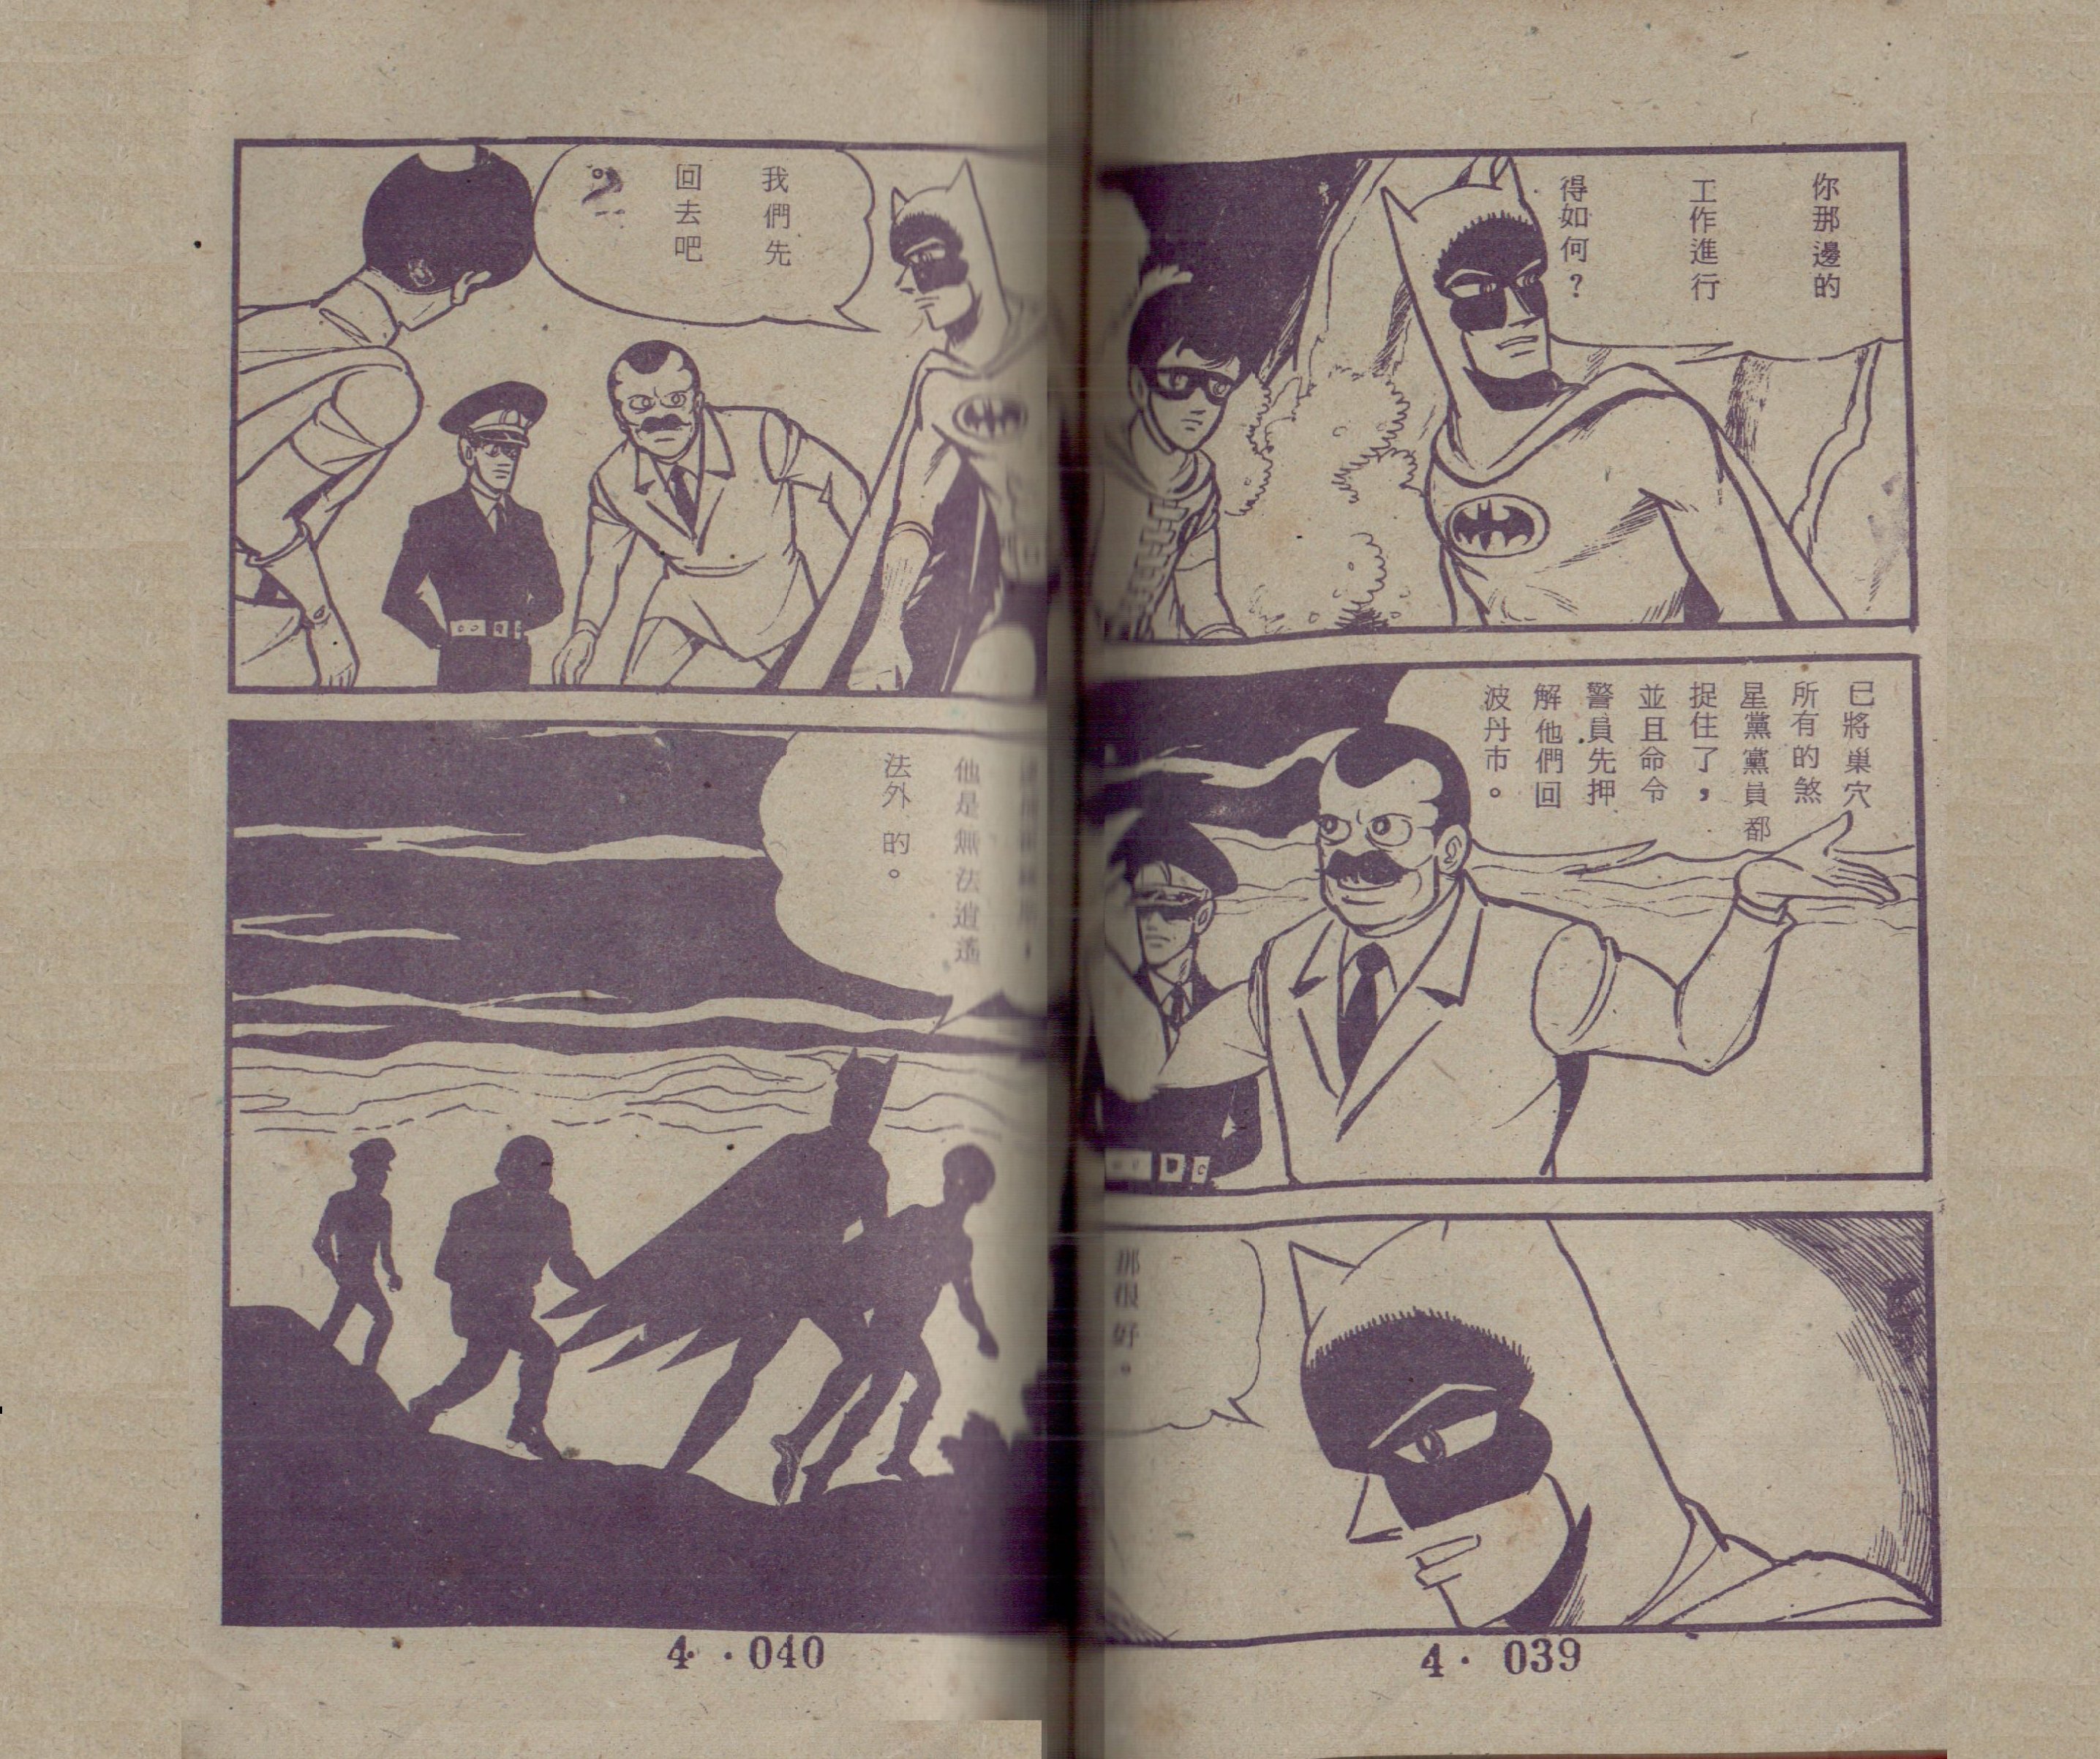 你那邊的
工作進行
得如何？
已將巢穴
所有的煞
星黨黨員都
捉住了，
並且命令
警員先押
解他們回
波丹市。
那很好。
4．039
我們先
回去吧
。
他是無法逍遙
法外的。
4．040